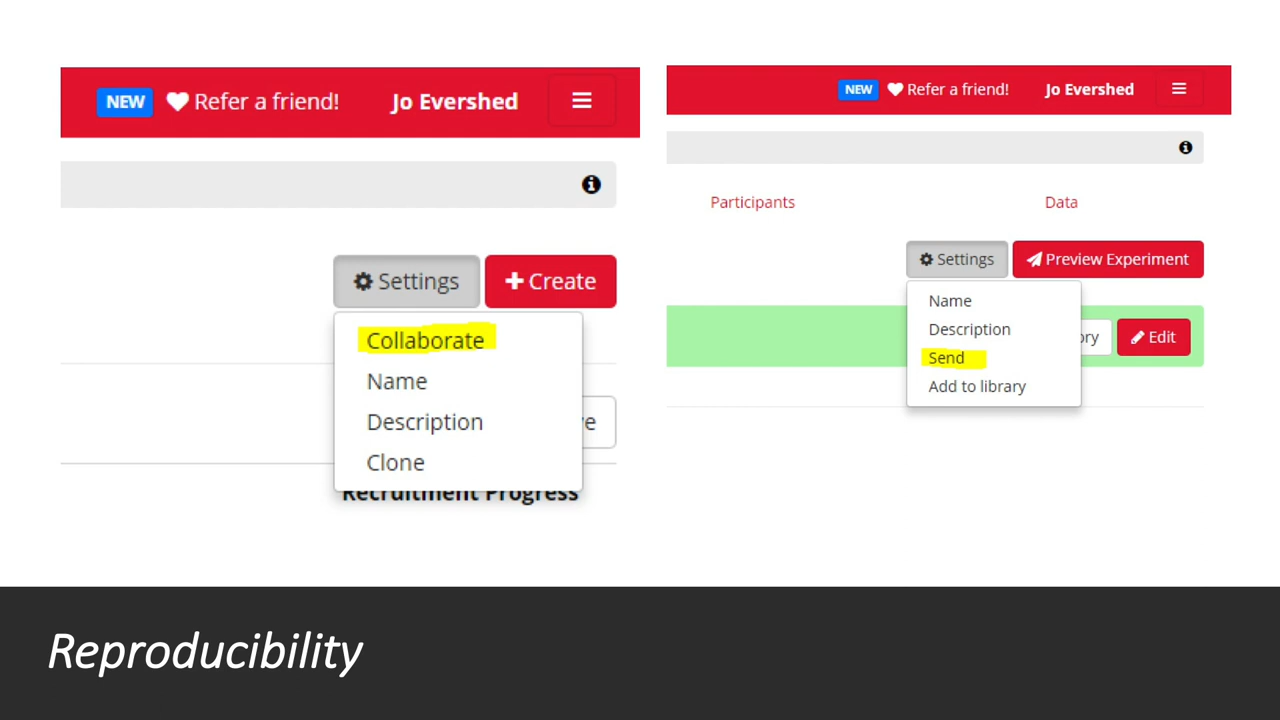 NEW Refer a friend! Jo Evershed
Settings Create
Collaborate
Name
Description
Clone
Recruitment Progress
NEW Refer a friend! Jo Evershed
Participants Data
Settings Preview Experiment
Name
Description
Send
Add to library
Edit
Reproducibility